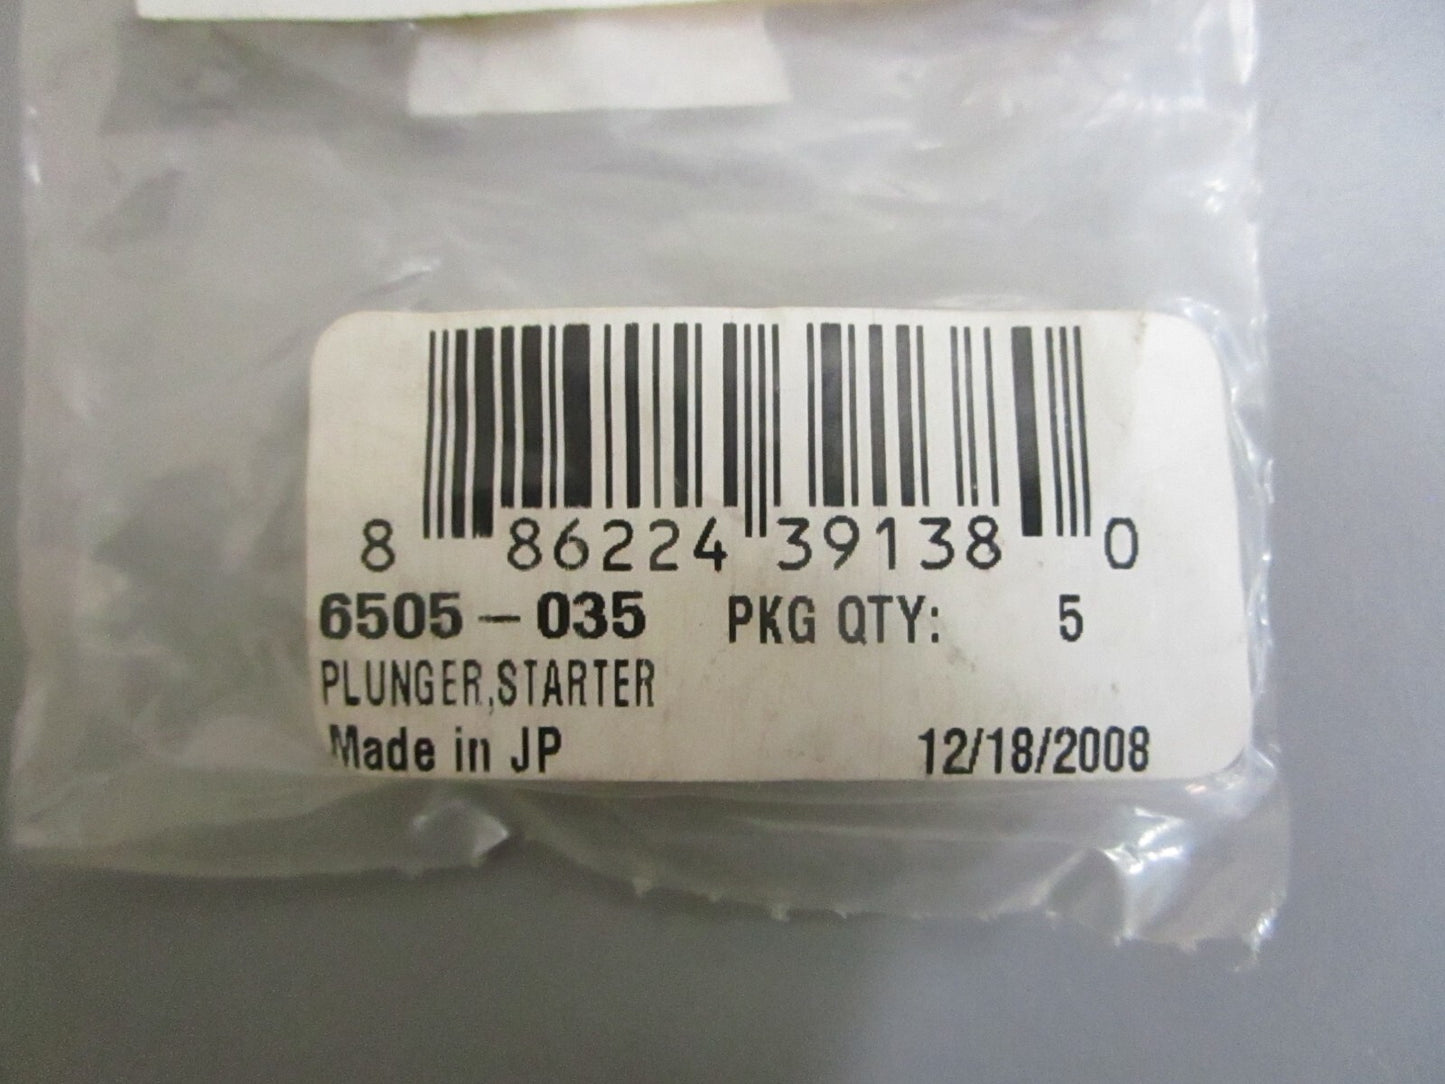 8 86224 39138 0
6505-035 PKG QTY: 5
PLUNGER,STARTER
Made in JP 12/18/2008